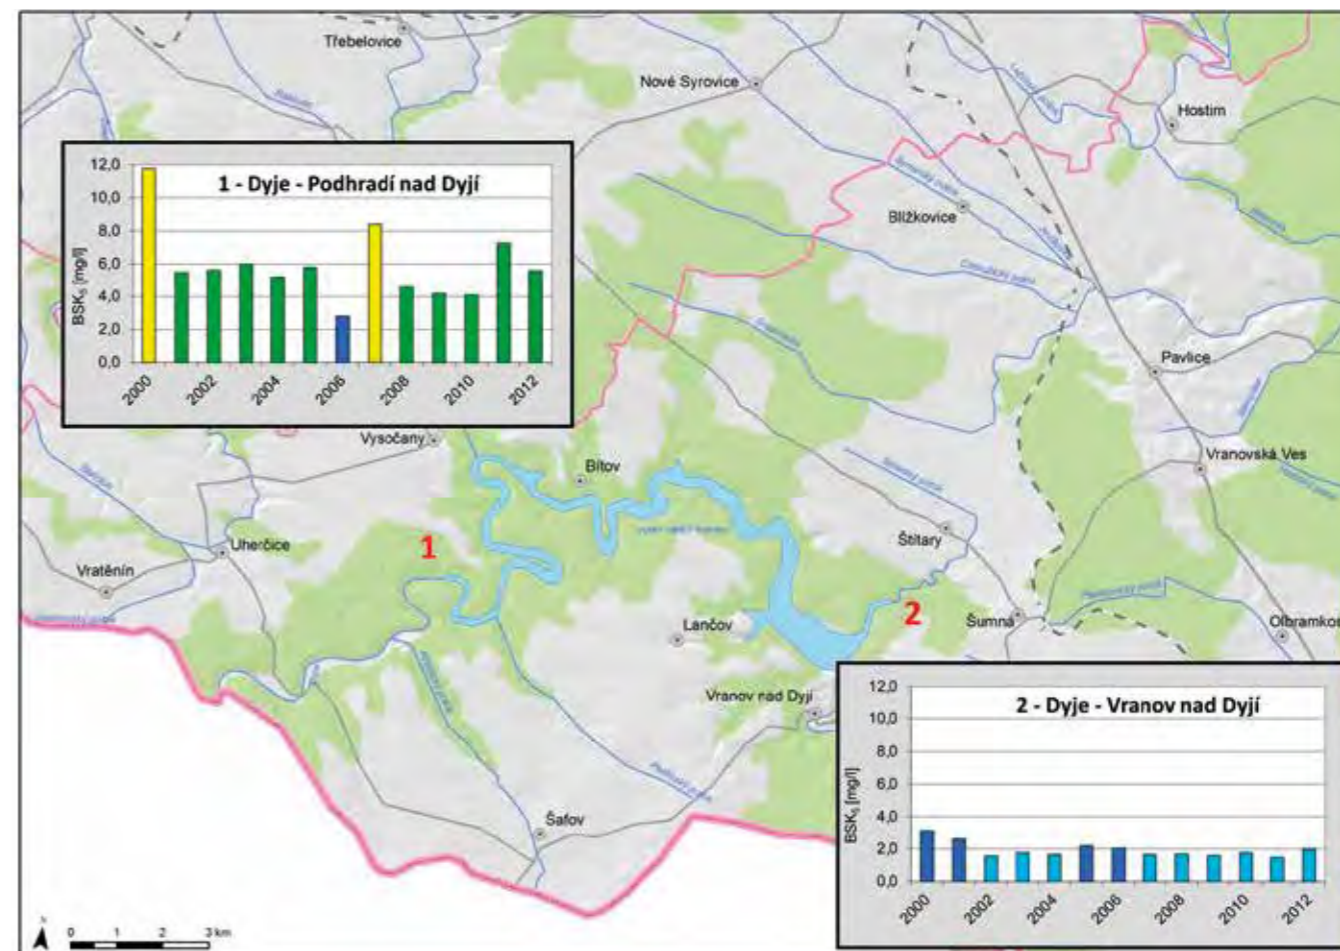 Třebelovice
Nové Syrovice
Hostim
Blížkovice
Pavlice
Vranovská Ves
1 - Dyje - Podhradí nad Dyjí
BSK5 [mg/l]
12,0
10,0
8,0
6,0
4,0
2,0
0,0
2000
2002
2004
2006
2008
2010
2012
Vysočany
Bítov
Štítary
Uherčice
1
Vratěnín
2
Šumná
Lančov
Olbramkos
Vranov nad Dyjí
Šafov
2 - Dyje - Vranov nad Dyjí
BSK5 [mg/l]
12,0
10,0
8,0
6,0
4,0
2,0
0,0
2000
2002
2004
2006
2008
2010
2012
N
0 1 2 3 km